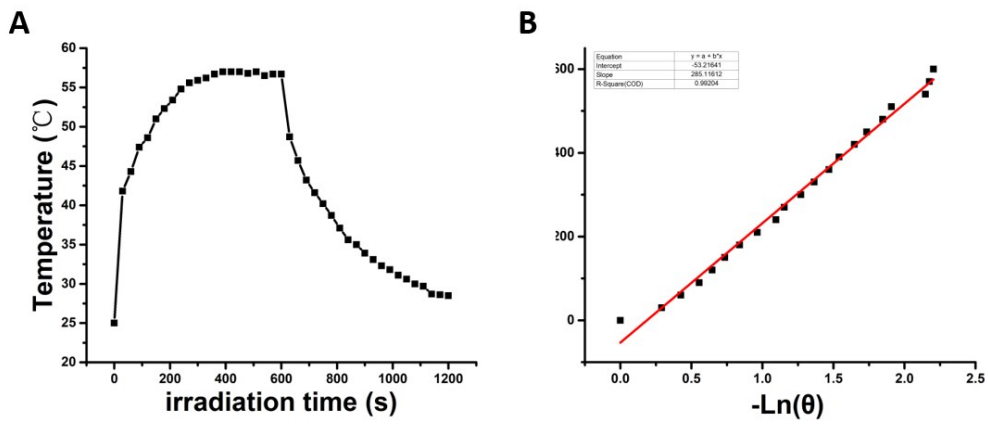 A
60
55
50
45
40
35
30
25
20
Temperature (℃)
0
200
400
600
800
1000
1200
irradiation time (s)
B
Equation y = a + b*x
Intercept -53.21641
Slope 285.11612
R-Square(COD) 0.99204
600
400
200
0
0.0
0.5
1.0
1.5
2.0
2.5
-Ln(θ)